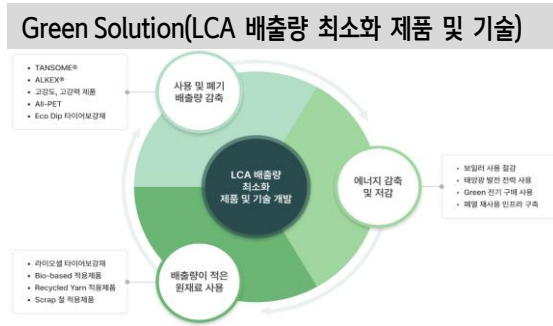 Green Solution(LCA 배출량 최소화 제품 및 기술)
• TANSOME®
• ALKEX®
• 고강도, 고강력 제품
• All-PET
• Eco Dip 타이어보강재
사용 및 폐기
배출량 감축
LCA 배출량
최소화
제품 및 기술 개발
에너지 감축
및 저감
• 보일러 사용 절감
• 태양광 발전 전력 사용
• Green 전기 구매 사용
• 폐열 재사용 인프라 구축
• 라이오셀 타이어보강재
• Bio-based 적용제품
• Recycled Yarn 적용제품
• Scrap 철 적용제품
배출량이 적은
원재료 사용